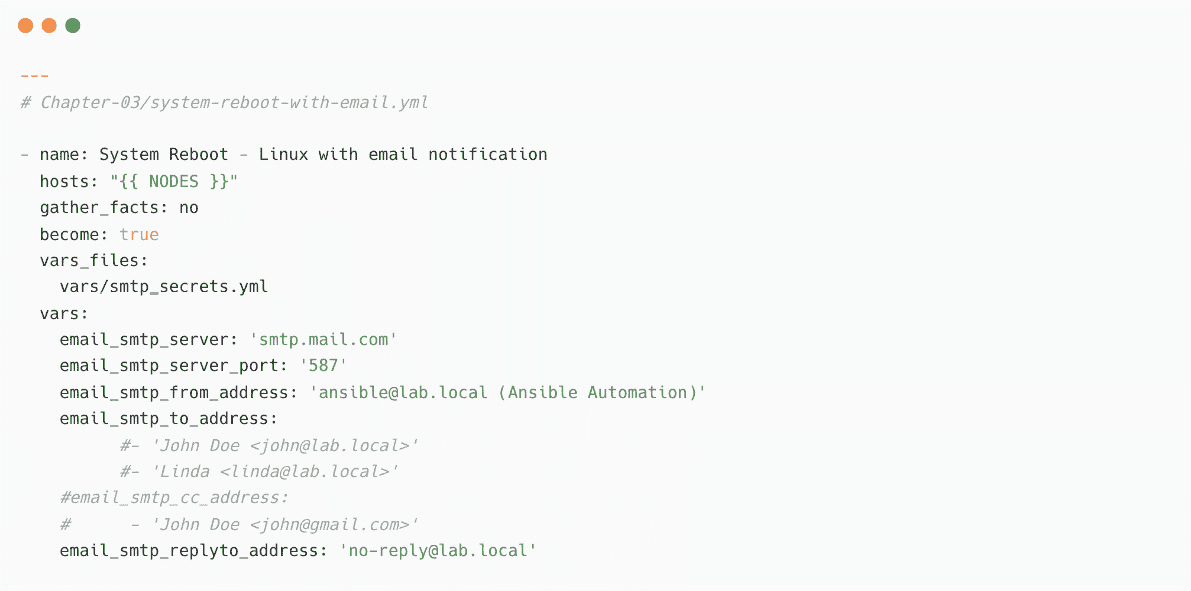 ---
# Chapter-03/system-reboot-with-email.yml

- name: System Reboot - Linux with email notification
  hosts: "{{ NODES }}"
  gather_facts: no
  become: true
  vars_files:
    vars/smtp_secrets.yml
  vars:
    email_smtp_server: 'smtp.mail.com'
    email_smtp_server_port: '587'
    email_smtp_from_address: 'ansible@lab.local (Ansible Automation)'
    email_smtp_to_address:
          #- 'John Doe <john@lab.local>'
          #- 'Linda <linda@lab.local>'
    #email_smtp_cc_address:
    #      - 'John Doe <john@gmail.com>'
    email_smtp_replyto_address: 'no-reply@lab.local'